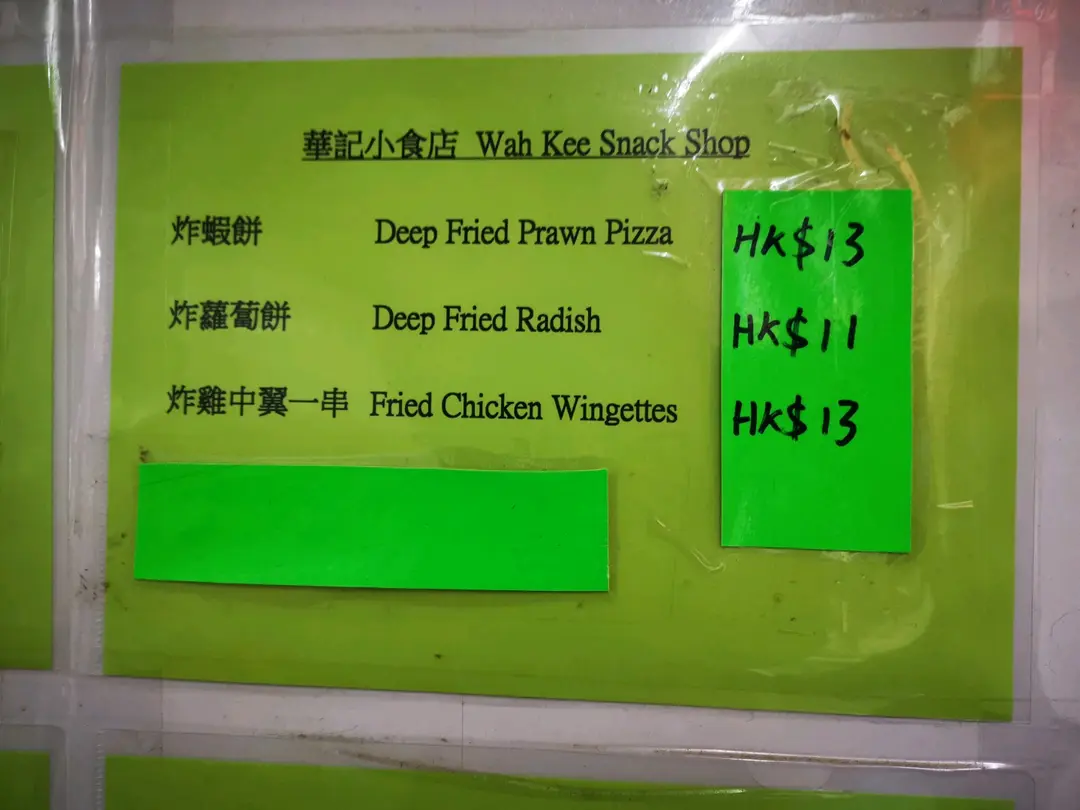 華記小食店 Wah Kee Snack Shop
炸蝦餅 Deep Fried Prawn Pizza HK$13
炸蘿蔔餅 Deep Fried Radish HK$11
炸雞中翼一串 Fried Chicken Wingettes HK$13